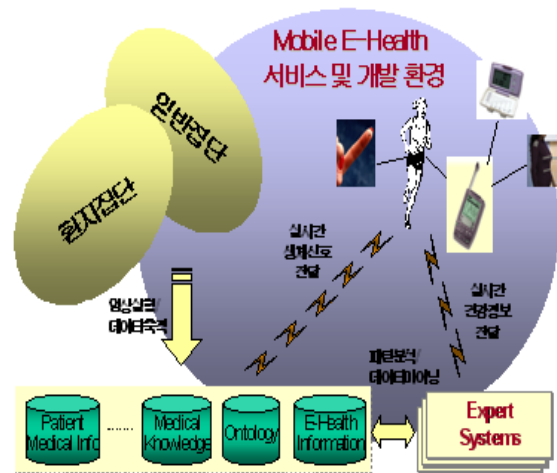 Mobile E-Health
서비스 및 개발 환경
일반집단
환자집단
실시간
생체신호
전달
실시간
건강정보
전달
임상실험/
데이터축적
패턴분석/
데이터마이닝
Patient
Medical Info
......
Medical
Knowledge
Ontology
E-Health
Information
Expert
Systems